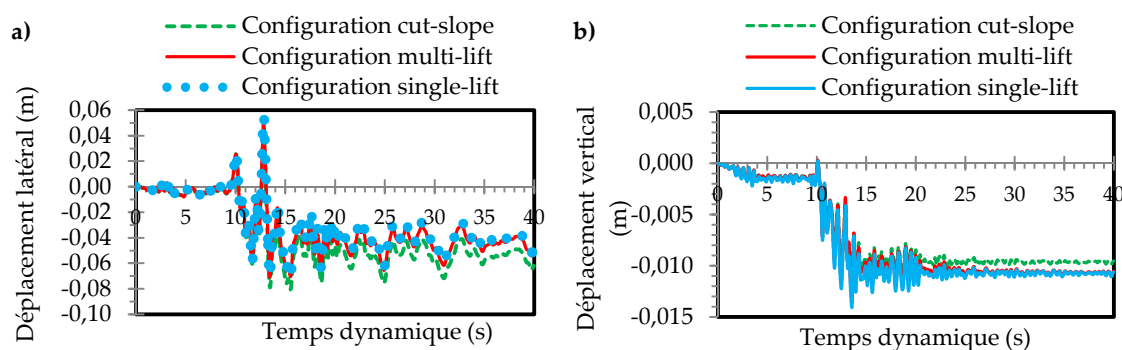 a)
Configuration cut-slope
Configuration multi-lift
Configuration single-lift
Déplacement latéral (m)
0,06
0,04
0,02
0,00
-0,02
-0,04
-0,06
-0,08
-0,10
0 5 10 15 20 25 30 35 40
Temps dynamique (s)
b)
Configuration cut-slope
Configuration multi-lift
Configuration single-lift
Déplacement vertical
(m)
0,005
0,000
-0,005
-0,010
-0,015
0 5 10 15 20 25 30 35 40
Temps dynamique (s)